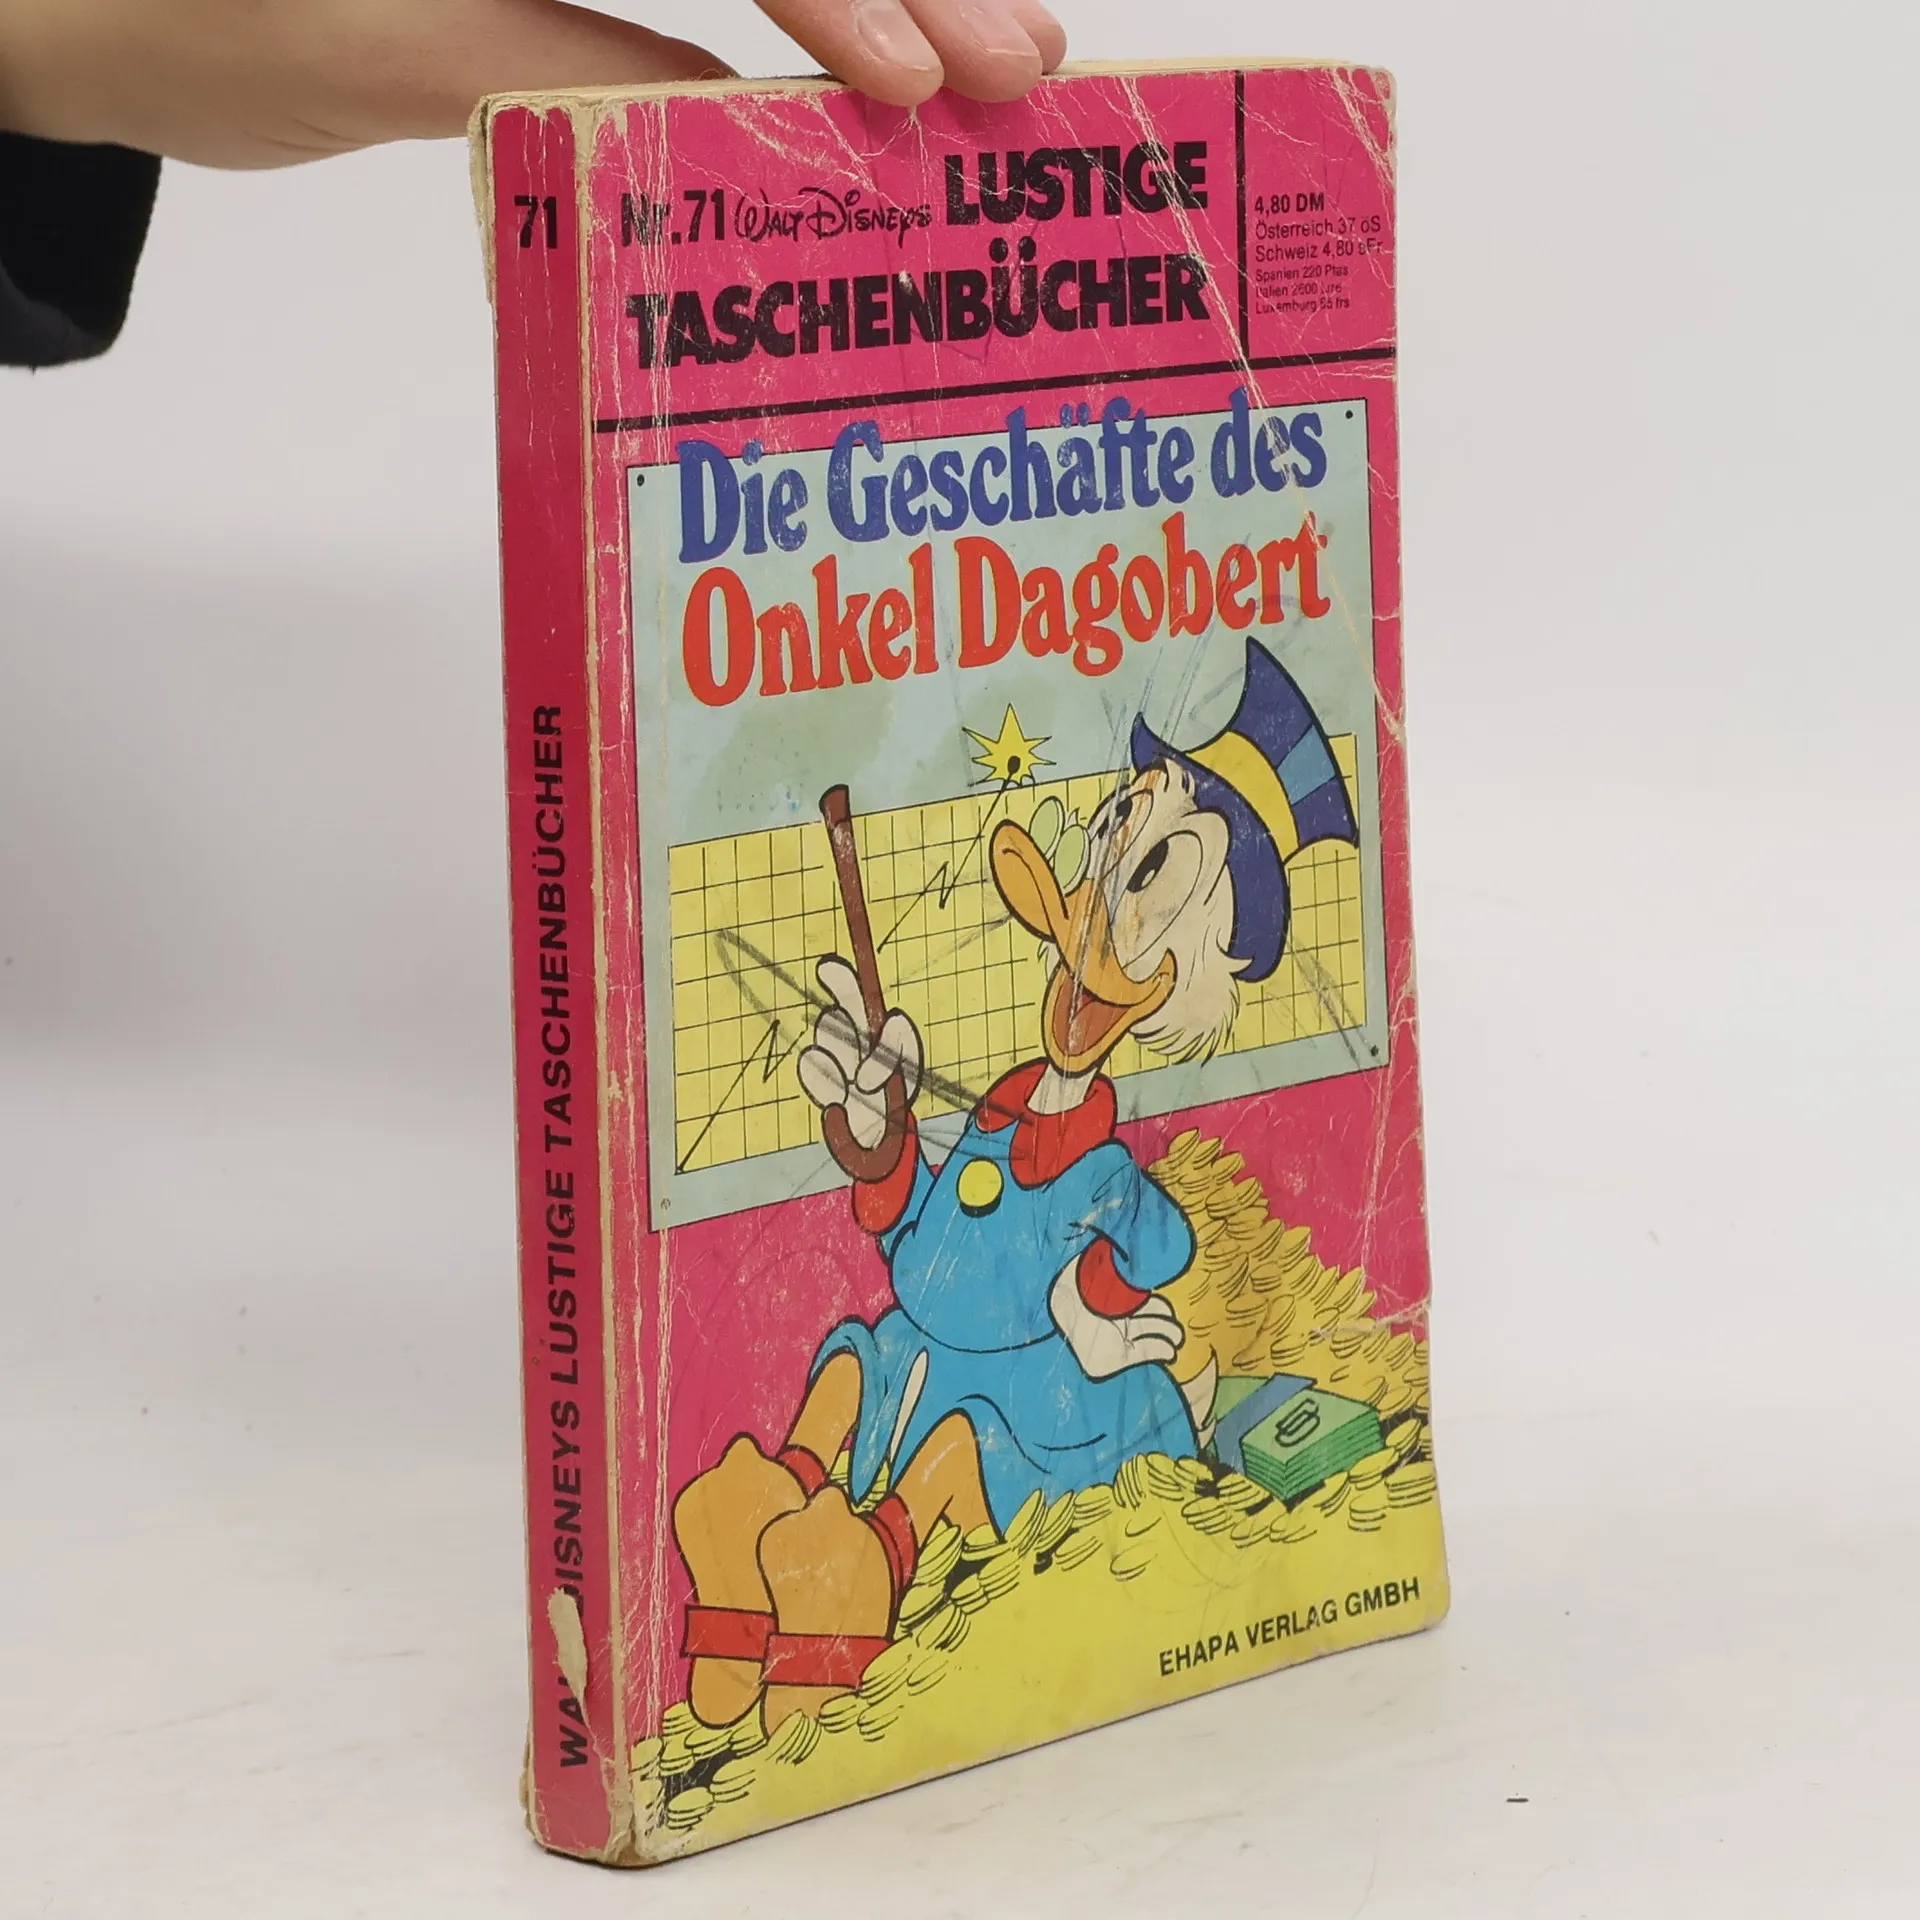 71
WALT DISNEYS LUSTIGE TASCHENBÜCHER
Nr.71 Walt Disneys LUSTIGE
TASCHENBÜCHER
4,80 DM
Österreich 37 öS
Schweiz 4,80 sFr
Spanien 220 Ptas
Italien 2600 Lire
Luxemburg 85 frs
Die Geschäfte des
Onkel Dagobert
EHAPA VERLAG GMBH